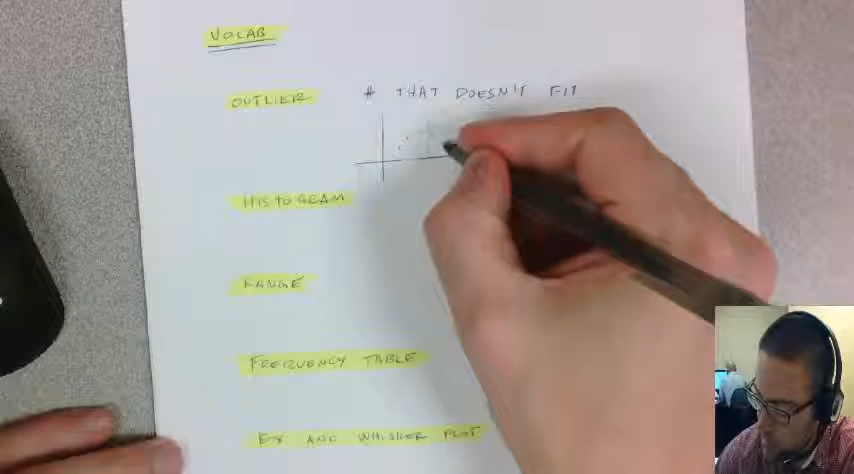 VOCAB
OUTLIER # THAT DOESN'T FIT
HISTOGRAM
RANGE
FREQUENCY TABLE
BOX AND WHISKER PLOT